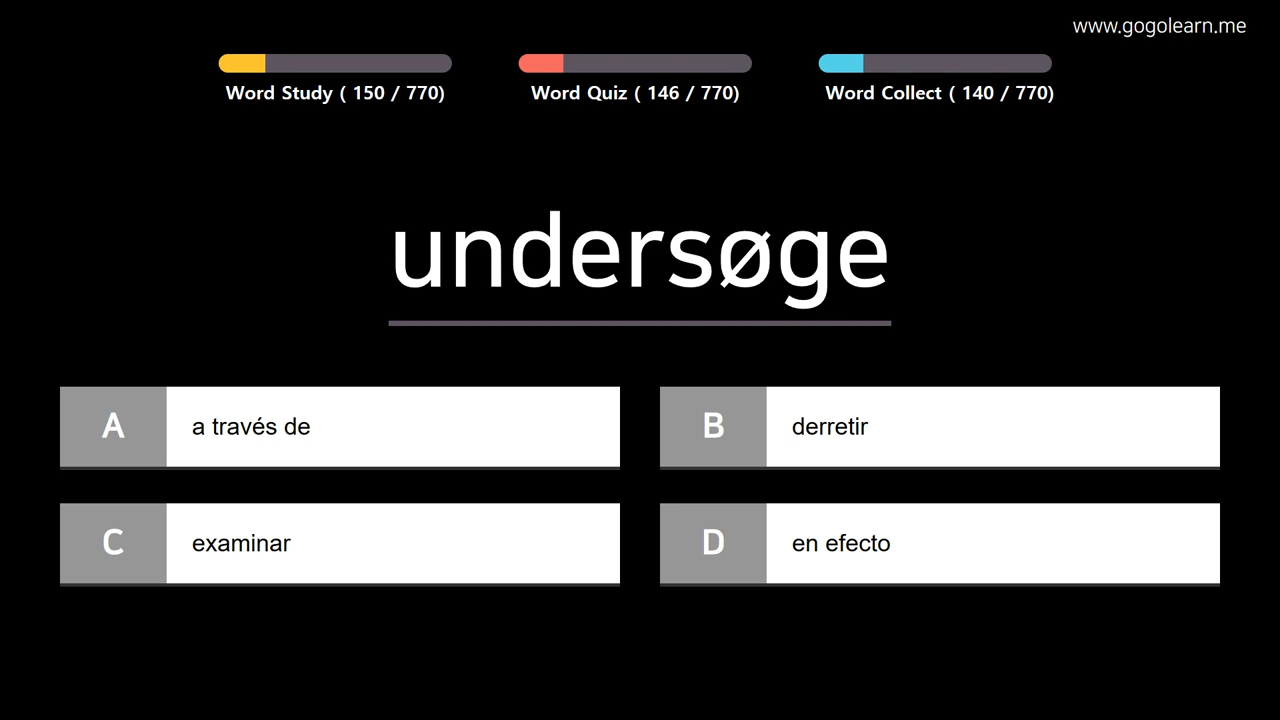 www.gogolearn.me
Word Study ( 150 / 770)
Word Quiz ( 146 / 770)
Word Collect ( 140 / 770)
undersøge
A
a través de
B
derretir
C
examinar
D
en efecto